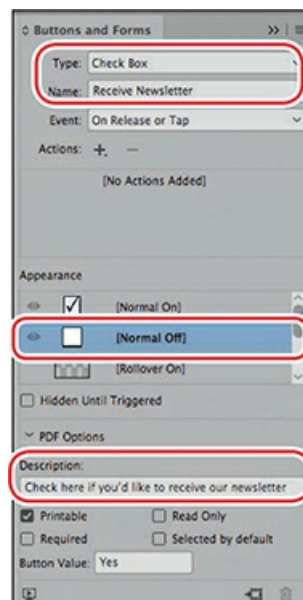 Buttons and Forms
Type: Check Box
Name: Receive Newsletter
Event: On Release or Tap
Actions:
[No Actions Added]
Appearance
[Normal On]
[Normal Off]
[Rollover On]
Hidden Until Triggered
PDF Options
Description:
Check here if you'd like to receive our newsletter
Printable Read Only
Required Selected by default
Button Value: Yes